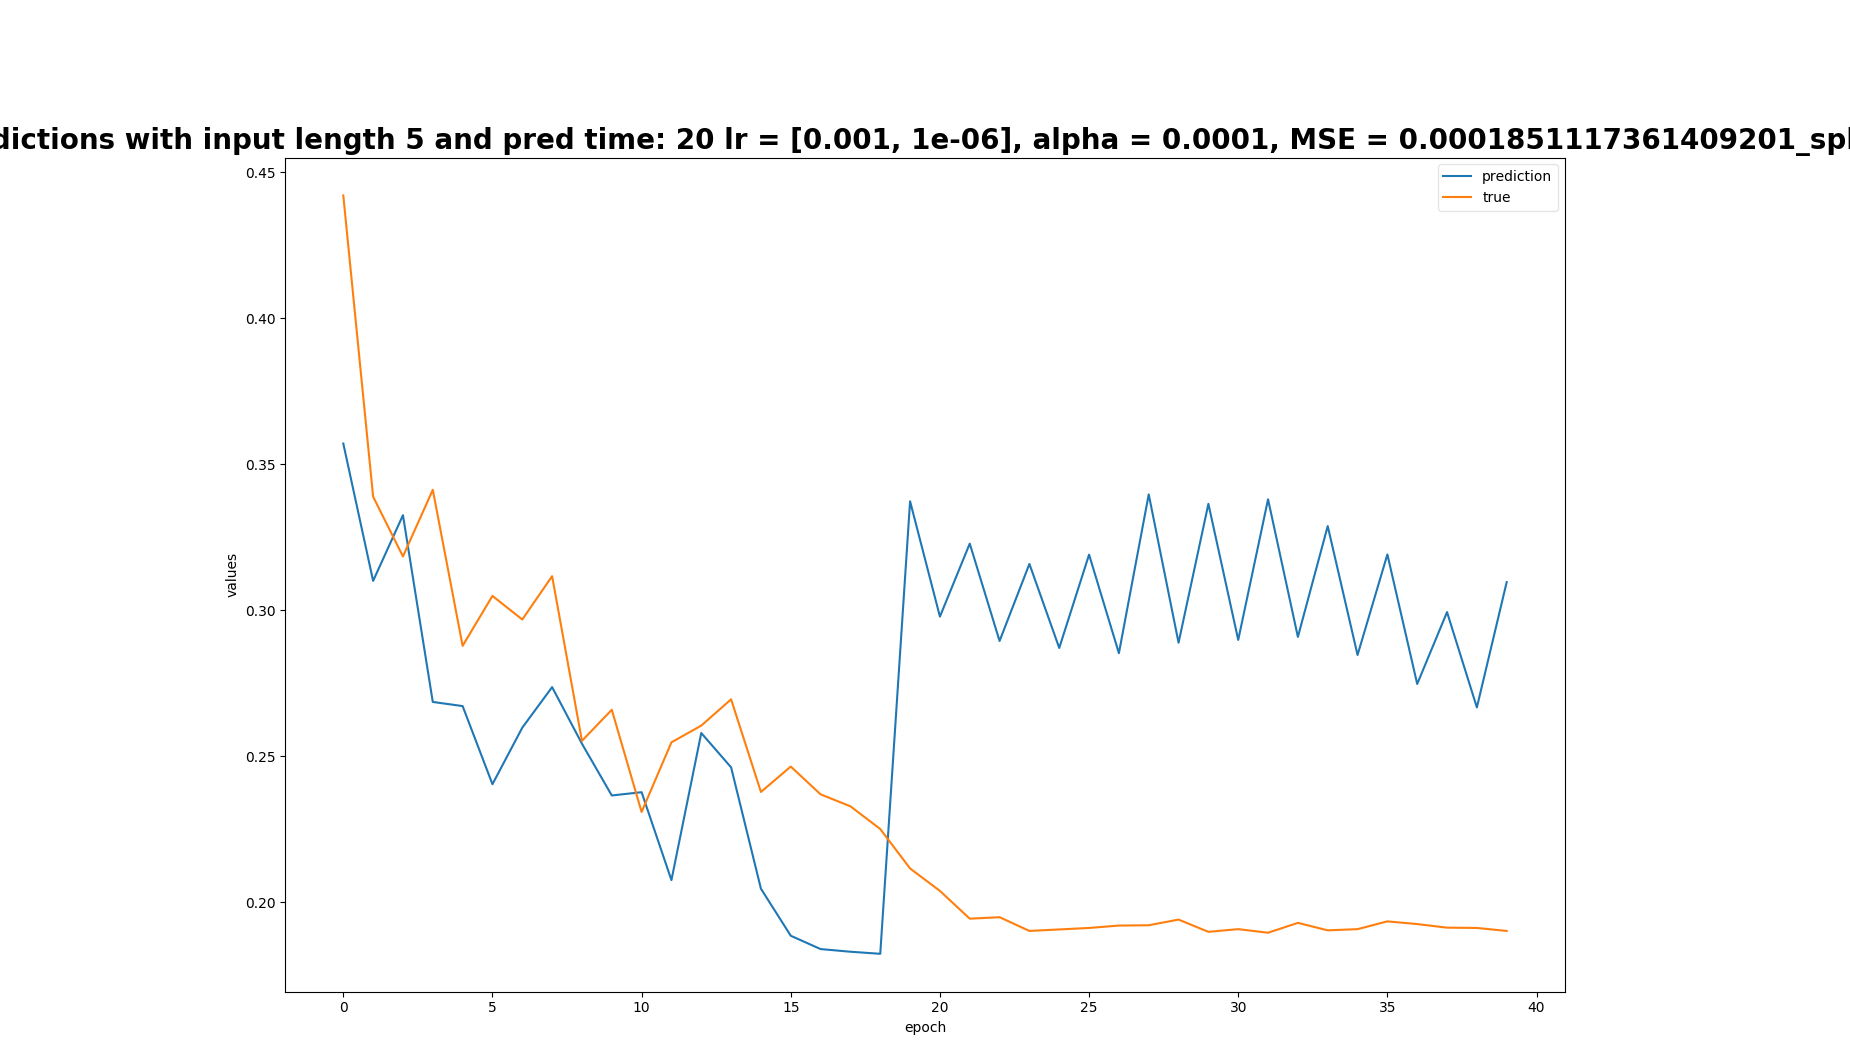 dictions with input length 5 and pred time: 20 lr = [0.001, 1e-06], alpha = 0.0001, MSE = 0.0001851117361409201_spl
prediction
true
0.45
0.40
0.35
0.30
0.25
0.20
values
0 5 10 15 20 25 30 35 40
epoch